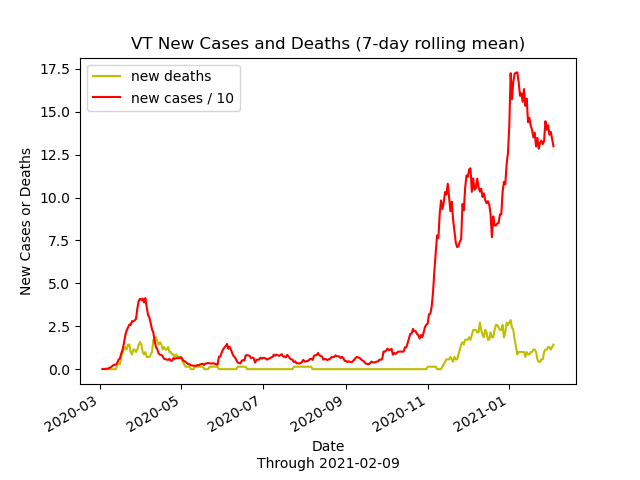 VT New Cases and Deaths (7-day rolling mean)
new deaths
new cases / 10
17.5
15.0
12.5
10.0
7.5
5.0
2.5
0.0
New Cases or Deaths
2020-03
2020-05
2020-07
2020-09
2020-11
2021-01
Date
Through 2021-02-09